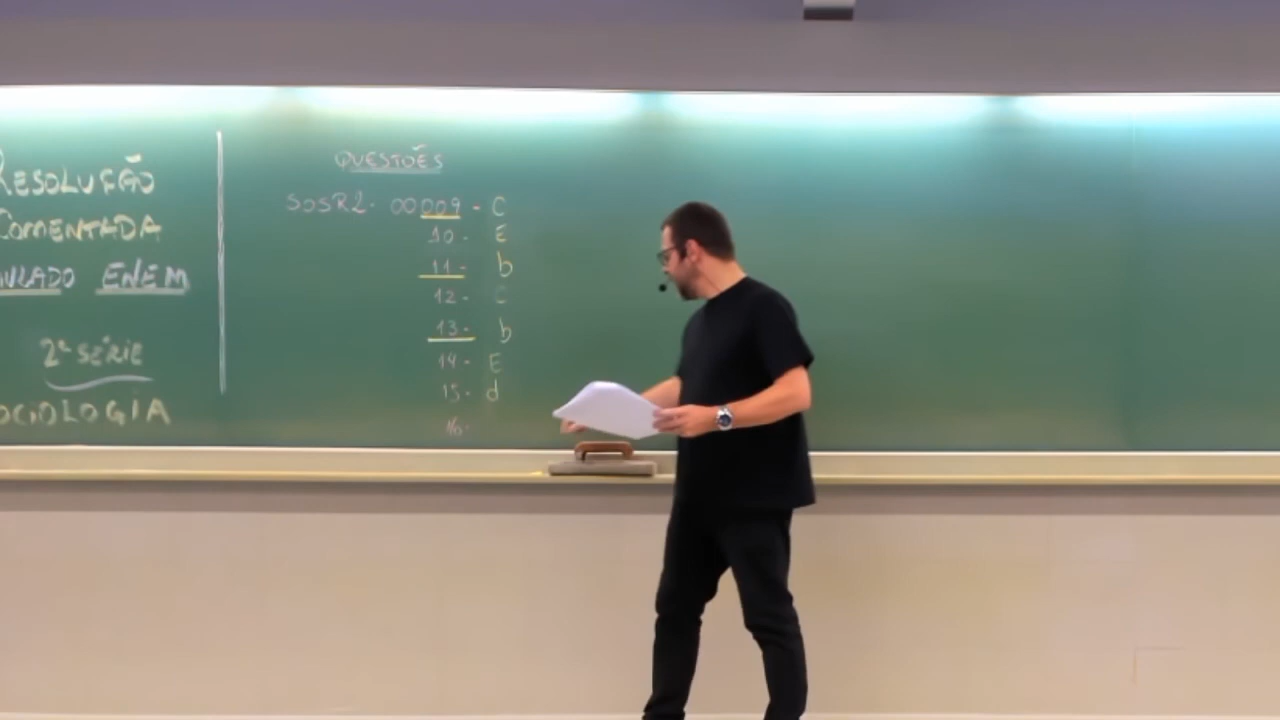 RESOLUÇÃO
COMENTADA
ULADO ENEM
2ª SÉRIE
OCIOLOGIA
QUESTÕES
SOSR2. 00009 - C
10 - E
11 - b
12 - C
13 - b
14 - E
15 - d
16 -